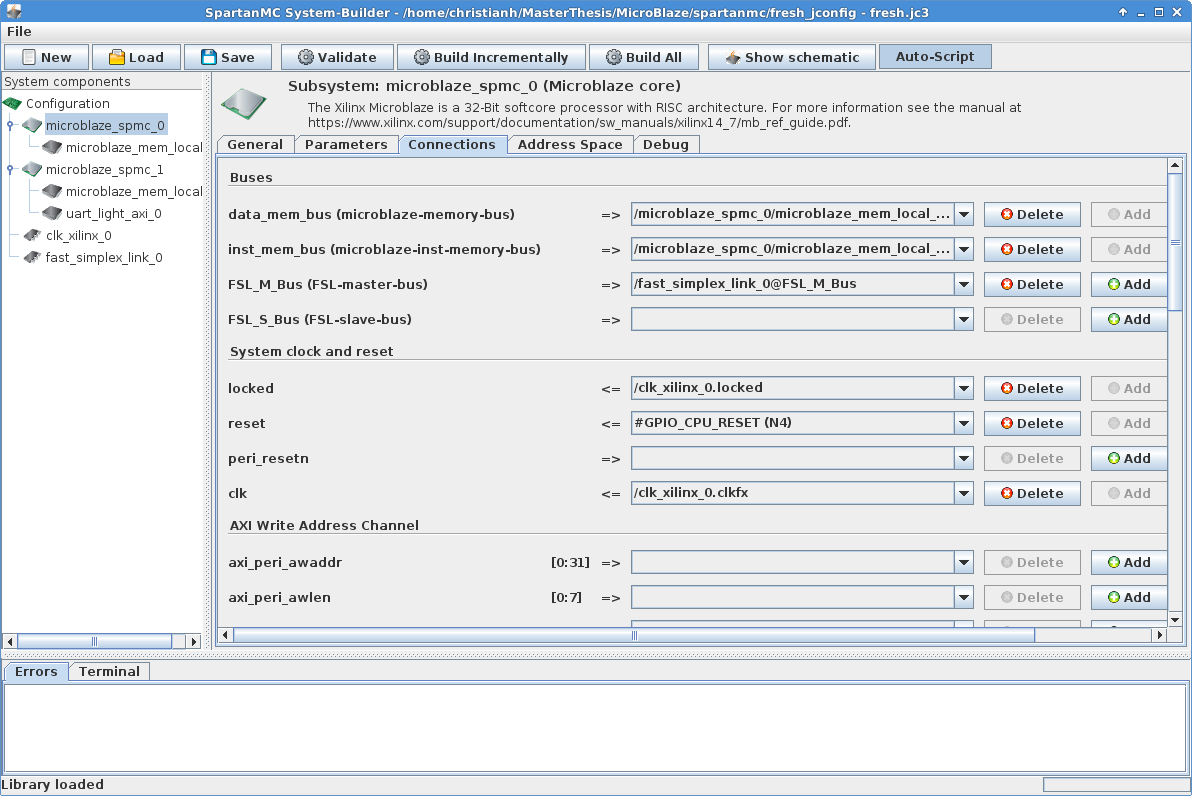 SpartanMC System-Builder - /home/christianh/MasterThesis/MicroBlaze/spartanmc/fresh_jconfig - fresh.jc3
File
New Load Save Validate Build Incrementally Build All Show schematic Auto-Script
System components
Configuration
microblaze_spmc_0
microblaze_mem_local
microblaze_spmc_1
microblaze_mem_local
uart_light_axi_0
clk_xilinx_0
fast_simplex_link_0
Subsystem: microblaze_spmc_0 (Microblaze core)
The Xilinx Microblaze is a 32-Bit softcore processor with RISC architecture. For more information see the manual at
https://www.xilinx.com/support/documentation/sw_manuals/xilinx14_7/mb_ref_guide.pdf.
General Parameters Connections Address Space Debug
Buses
data_mem_bus (microblaze-memory-bus) => /microblaze_spmc_0/microblaze_mem_local_... Delete Add
inst_mem_bus (microblaze-inst-memory-bus) => /microblaze_spmc_0/microblaze_mem_local_... Delete Add
FSL_M_Bus (FSL-master-bus) => /fast_simplex_link_0@FSL_M_Bus Delete Add
FSL_S_Bus (FSL-slave-bus) => Delete Add
System clock and reset
locked <= /clk_xilinx_0.locked Delete Add
reset <= #GPIO_CPU_RESET (N4) Delete Add
peri_resetn => Delete Add
clk <= /clk_xilinx_0.clkfx Delete Add
AXI Write Address Channel
axi_peri_awaddr [0:31] => Delete Add
axi_peri_awlen [0:7] => Delete Add
Errors Terminal
Library loaded